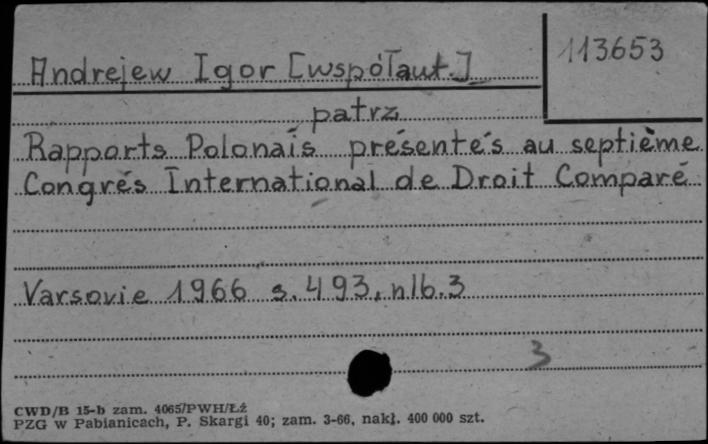 113653
Andrejew Igor [współaut.]
patrz
Rapports Polonais présentés au septième
Congrés International de Droit Comparé
Varsovie 1966 s. 493, nlb. 3
3
CWD/B 15-b zam. 4065/PWH/Łż
PZG w Pabianicach, P. Skargi 40; zam. 3-66, nakł. 400 000 szt.